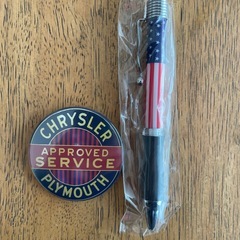 CHRYSLER
APPROVED
SERVICE
PLYMOUTH